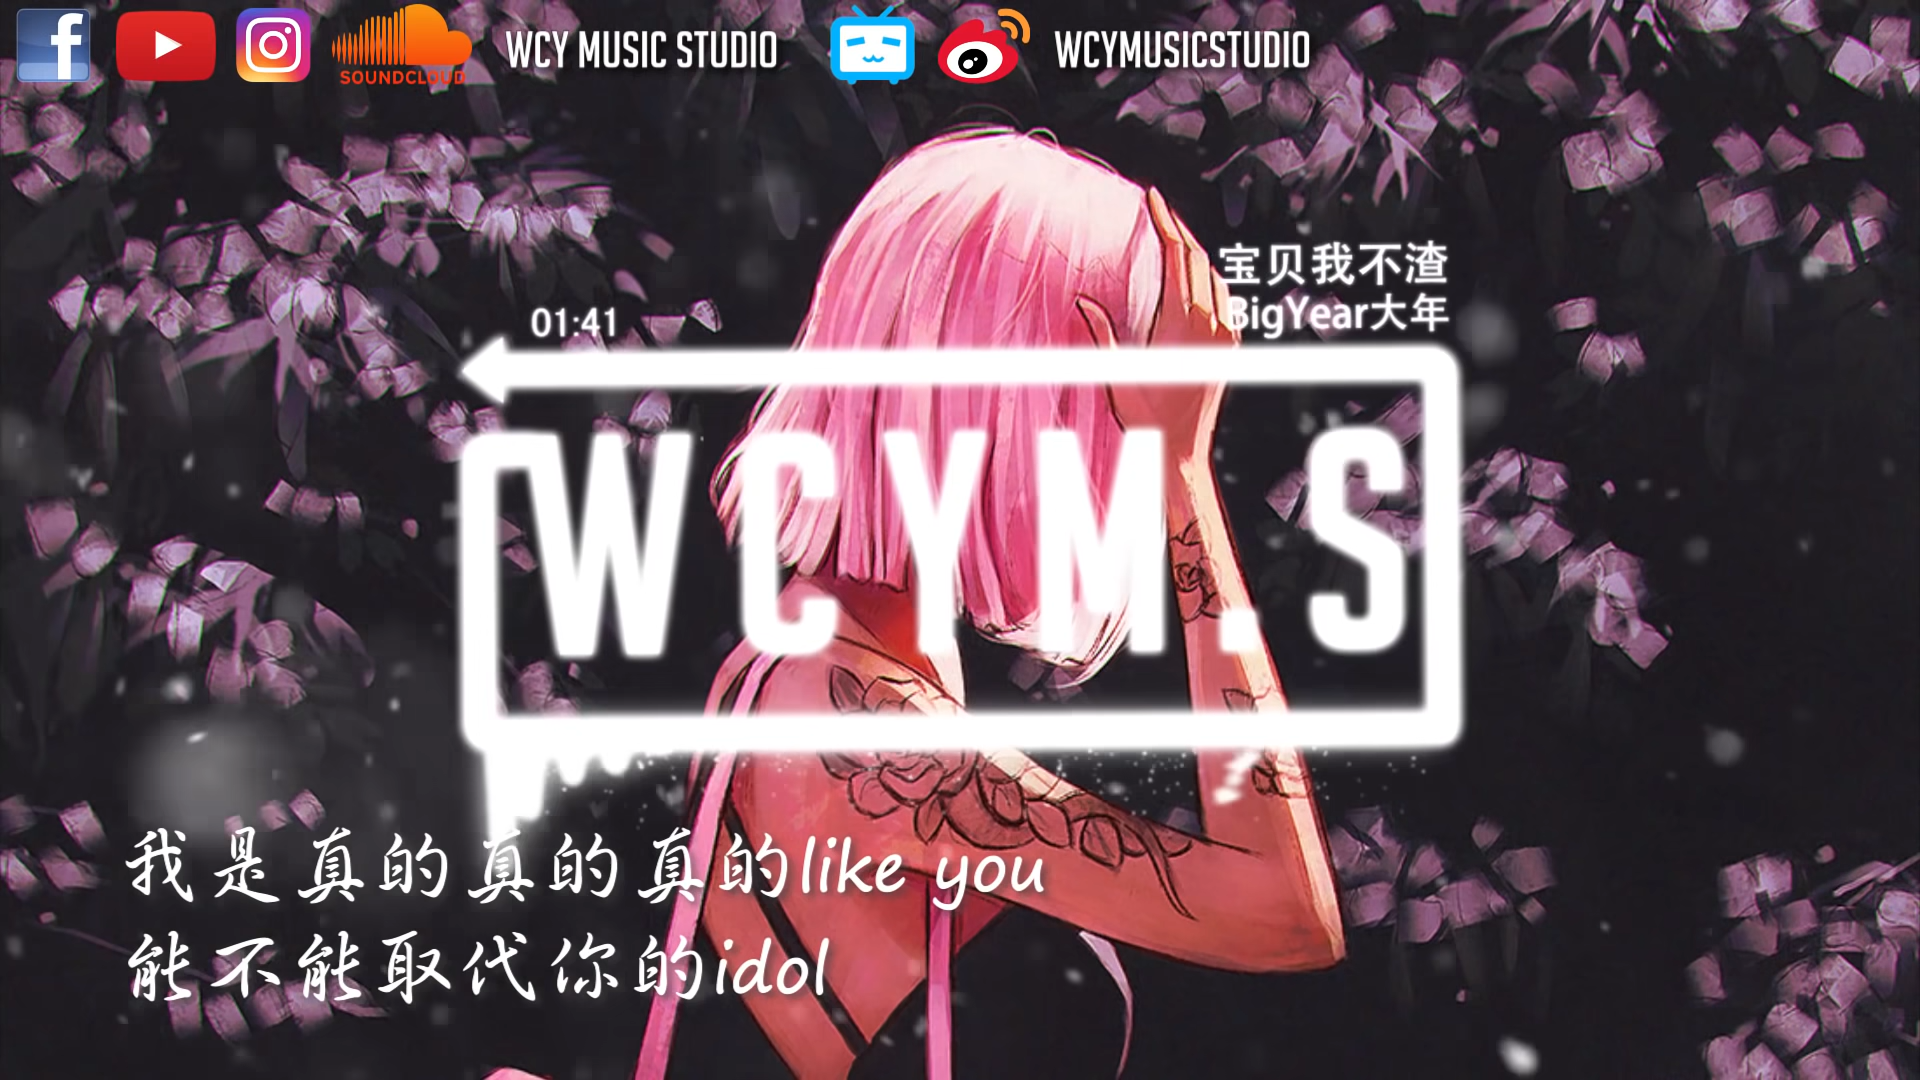 SOUNDCLOUD
WCY MUSIC STUDIO
WCYMUSICSTUDIO
宝贝我不渣
BigYear大年
01:41
WCYM.S
我是真的真的真的like you
能不能取代你的idol